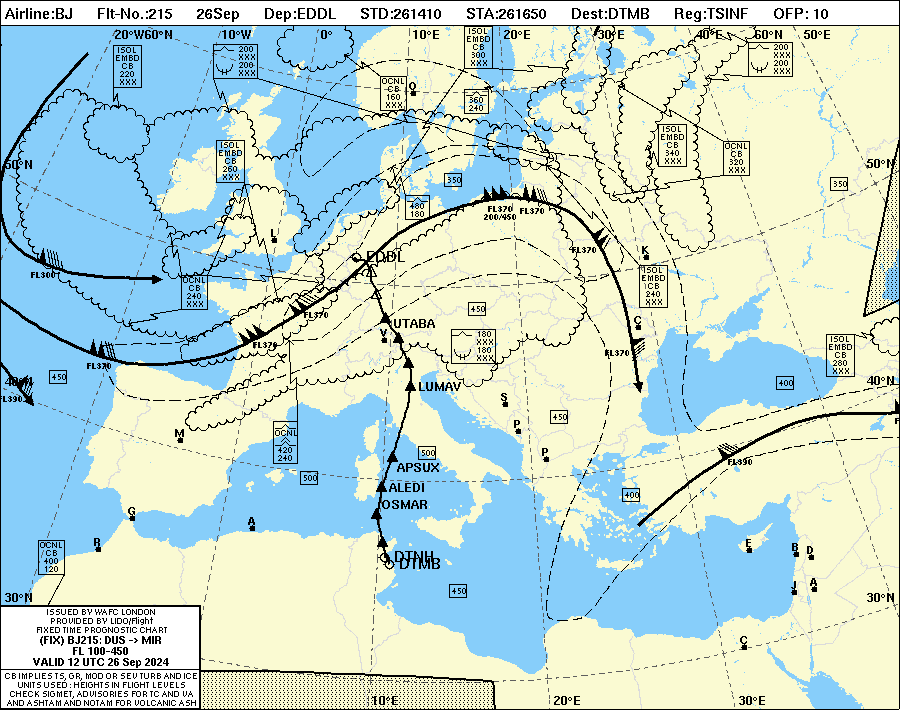 Airline:BJ Flt-No.:215 26Sep Dep:EDDL STD:261410 STA:261650 Dest:DTMB Reg:TSINF OFP: 10
20°W 60°N 10°W 0° 10°E 20°E 30°E 40°E 60°N 50°E
ISOL
EMBD
CB
220
XXX
200
XXX
200
XXX
ISOL
EMBD
CB
300
XXX
200
200
XXX
OCNL
CB
160
XXX
O
360
240
ISOL
EMBD
CB
340
XXX
OCNL
CB
320
XXX
ISOL
EMBD
CB
260
XXX
50°N
50°N
350
350
480
180
FL370
200/450
FL370
L
FL370
K
EDDL
FL300
OCNL
CB
240
XXX
ISOL
EMBD
CB
240
XXX
FL370
450
UTABA
C
V
180
XXX
180
XXX
FL370
FL370
FL370
ISOL
EMBD
CB
280
XXX
40°N
450
LUMAV
400
40°N
FL390
S
450
P
M
OCNL
420
240
500
APSUX
P
FL390
500
ALEDI
400
G
OSMAR
A
R
OCNL
CB
400
120
E
B
D
DTNH
DTMB
450
J
A
30°N
30°N
ISSUED BY WAFC LONDON
PROVIDED BY LIDO/Flight
FIXED TIME PROGNOSTIC CHART
(FIX) BJ215: DUS -> MIR
FL 100-450
VALID 12 UTC 26 Sep 2024
C
CB IMPLIES TS, GR, MOD OR SEV TURB AND ICE
UNITS USED : HEIGHTS IN FLIGHT LEVELS
CHECK SIGMET, ADVISORIES FOR TC AND VA
AND ASHTAM AND NOTAM FOR VOLCANIC ASH
10°E 20°E 30°E